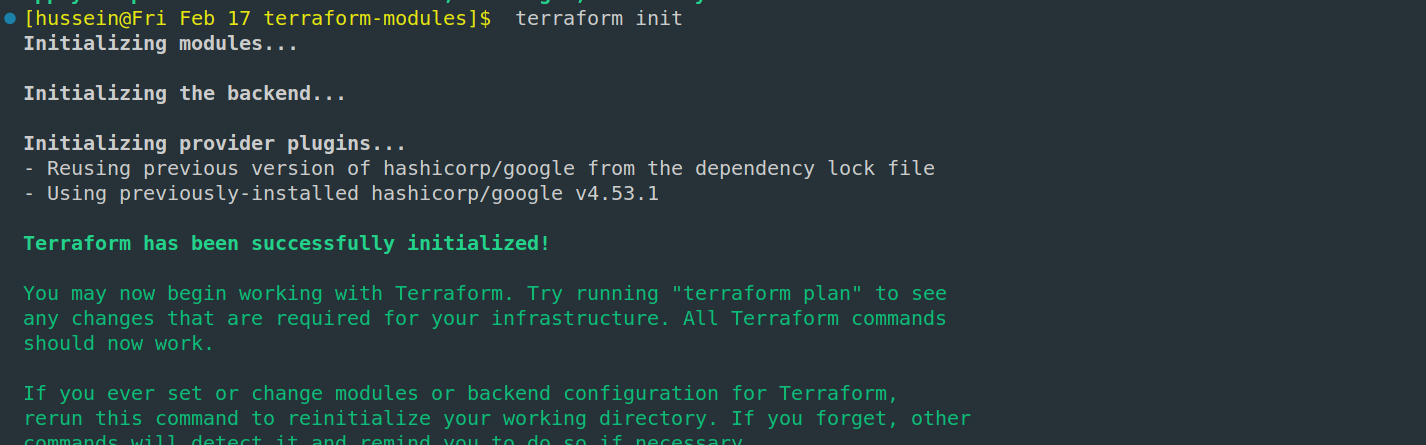 [hussein@Fri Feb 17 terraform-modules]$  terraform init
Initializing modules...
Initializing the backend...
Initializing provider plugins...
- Reusing previous version of hashicorp/google from the dependency lock file
- Using previously-installed hashicorp/google v4.53.1
Terraform has been successfully initialized!
You may now begin working with Terraform. Try running "terraform plan" to see
any changes that are required for your infrastructure. All Terraform commands
should now work.
If you ever set or change modules or backend configuration for Terraform,
rerun this command to reinitialize your working directory. If you forget, other
commands will detect it and remind you to do so if necessary.